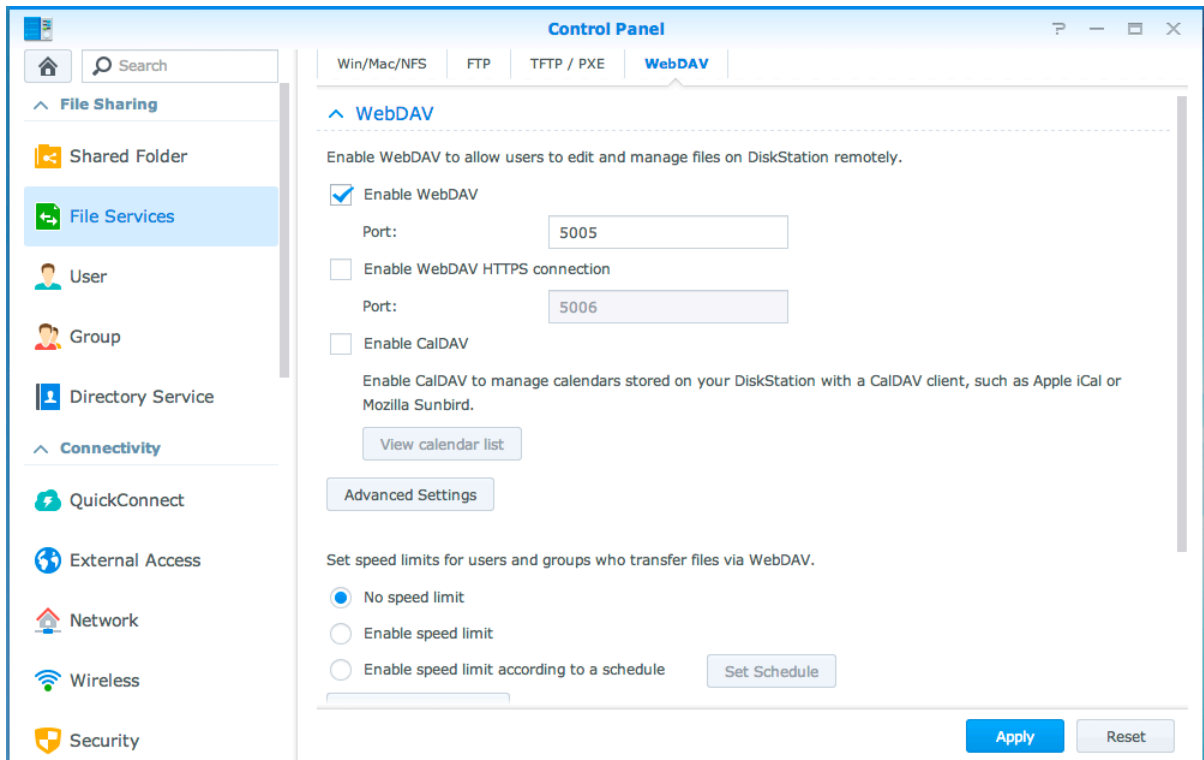 Control Panel
Search
File Sharing
Shared Folder
File Services
User
Group
Directory Service
Connectivity
QuickConnect
External Access
Network
Wireless
Security
Win/Mac/NFS FTP TFTP / PXE WebDAV
WebDAV
Enable WebDAV to allow users to edit and manage files on DiskStation remotely.
Enable WebDAV
Port: 5005
Enable WebDAV HTTPS connection
Port: 5006
Enable CalDAV
Enable CalDAV to manage calendars stored on your DiskStation with a CalDAV client, such as Apple iCal or
Mozilla Sunbird.
View calendar list
Advanced Settings
Set speed limits for users and groups who transfer files via WebDAV.
No speed limit
Enable speed limit
Enable speed limit according to a schedule Set Schedule
Apply Reset